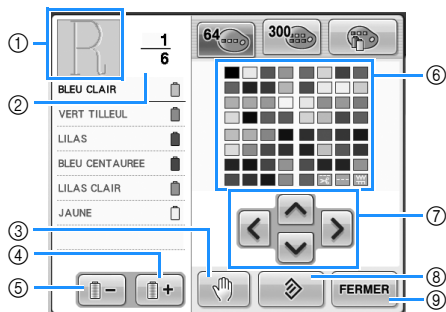 ① R 1 64 300
6
②
BLEU CLAIR ⑥
VERT TILLEUL
LILAS
BLEU CENTAUREE
LILAS CLAIR
JAUNE
⑦
③
④
⑤ - + FERMER ⑧
⑨